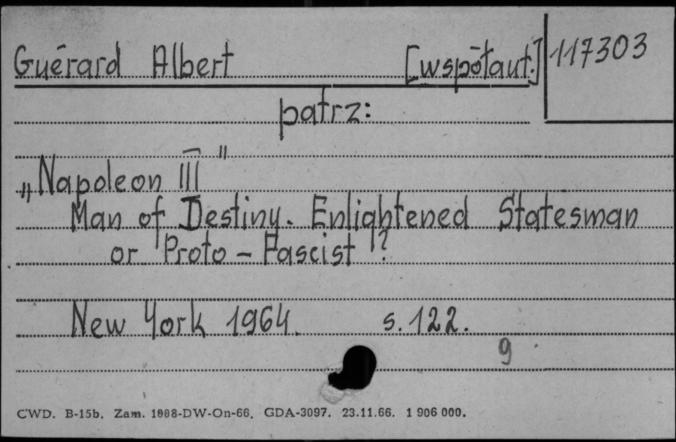 Guérard Albert [współaut.] 117303
patrz:
„Napoleon III"
Man of Destiny. Enlightened Statesman
or Proto-Fascist"?
New York 1964. s. 122.
9
CWD. B-15b. Zam. 1908-DW-On-66. GDA-3097. 23.11.66. 1 906 000.